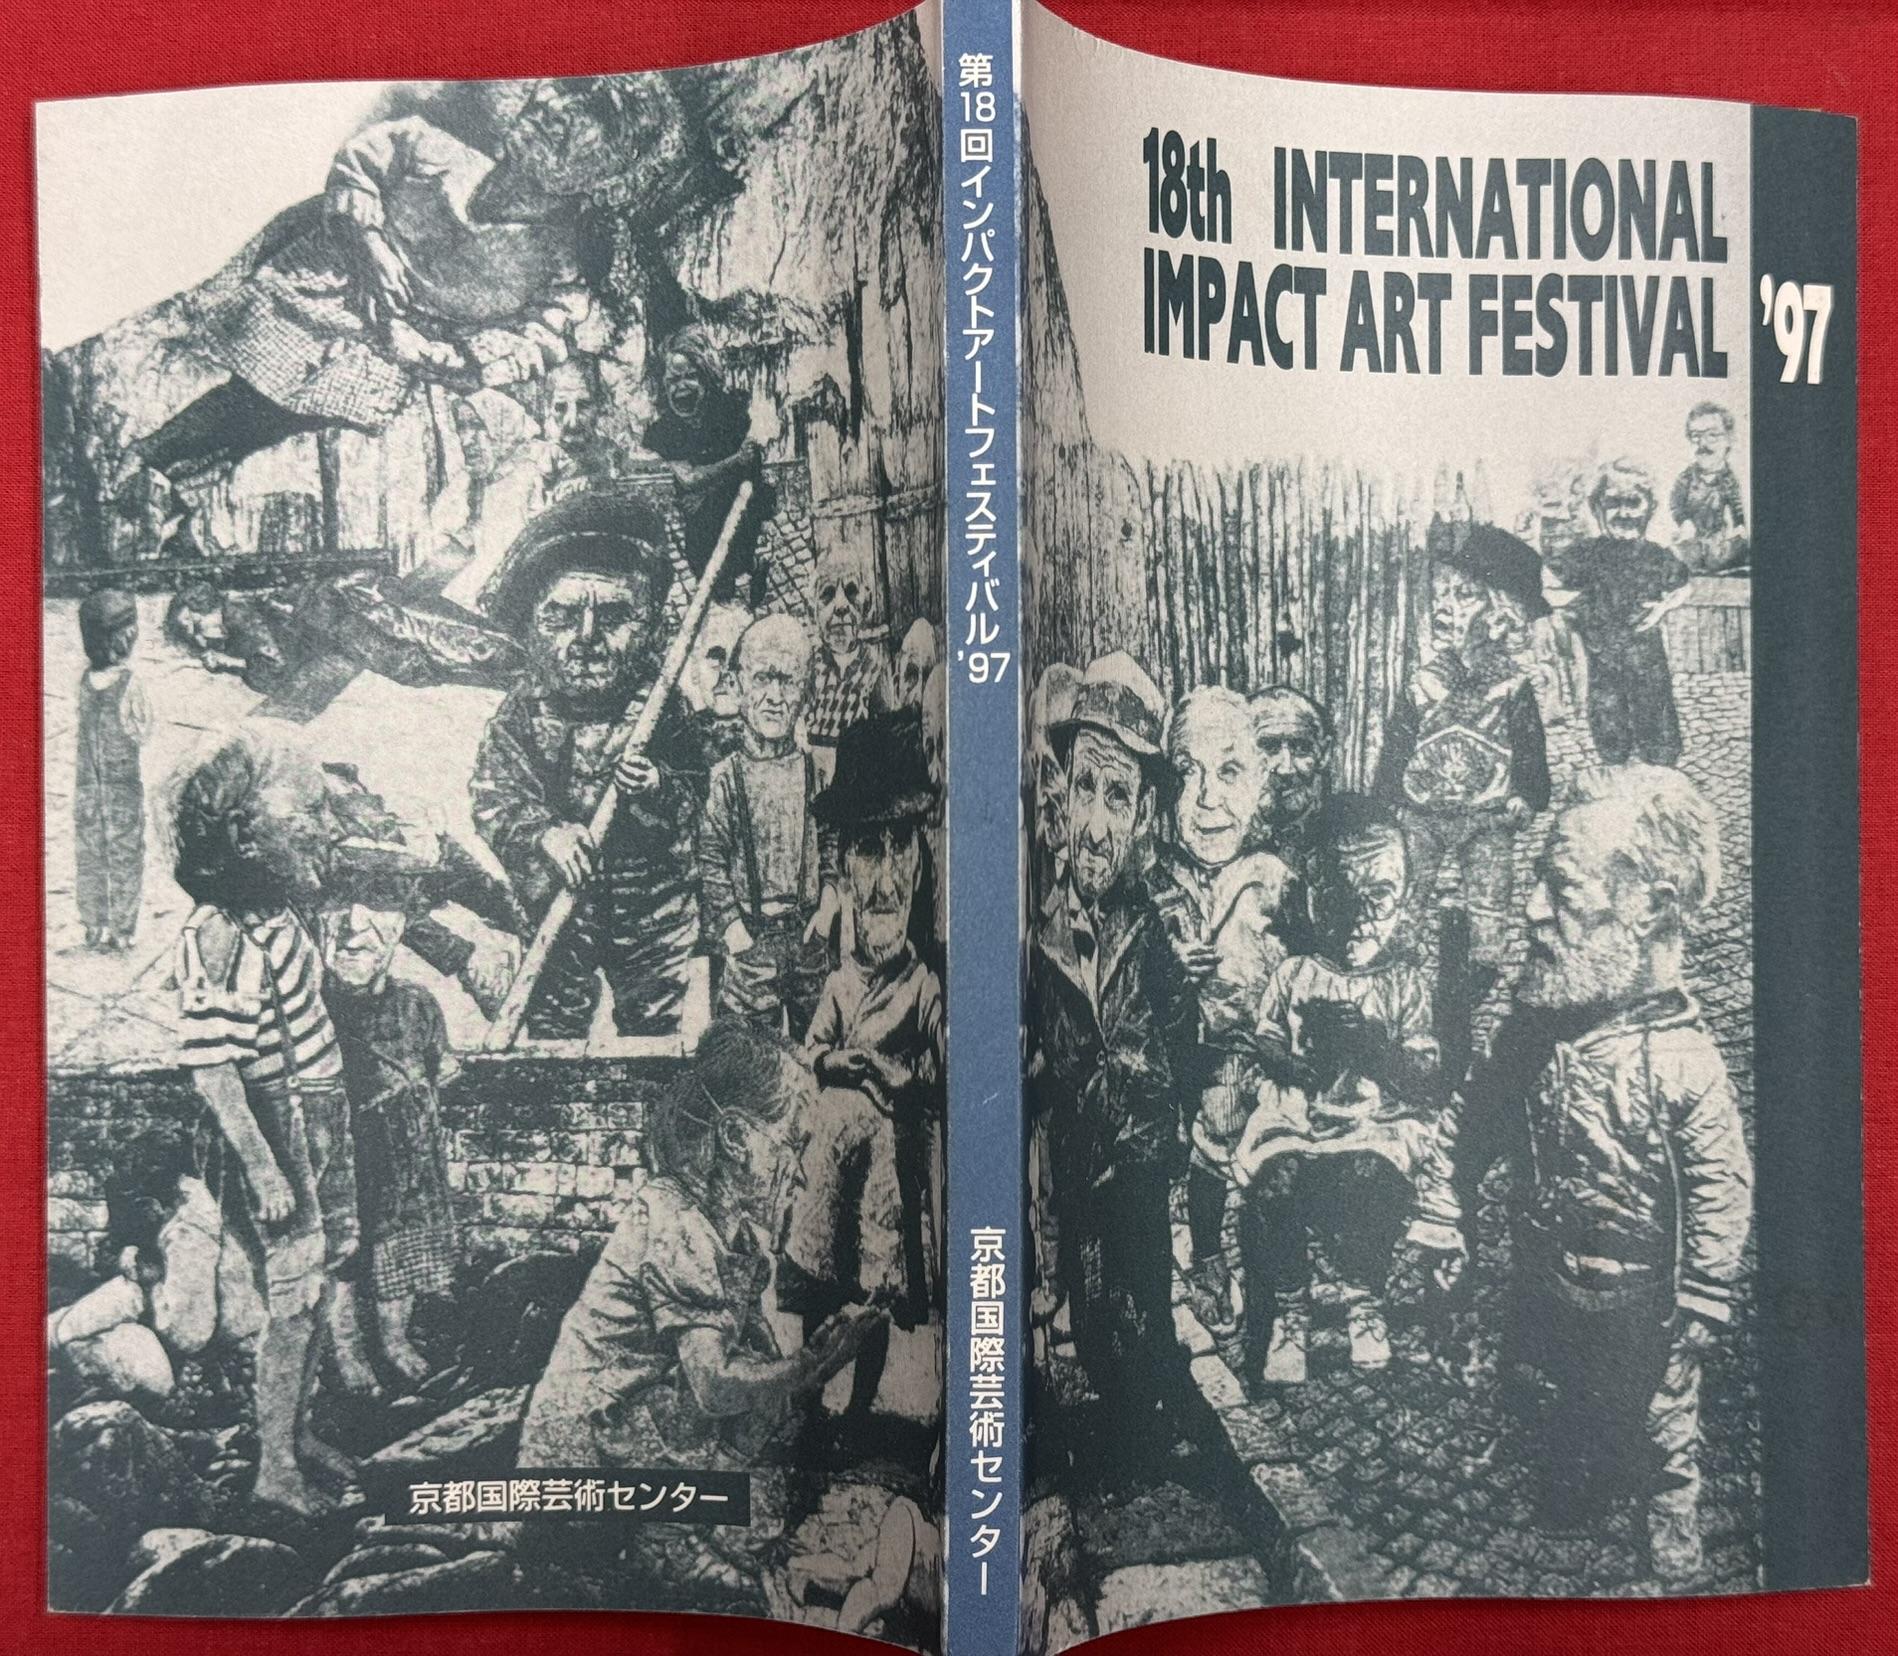 18th INTERNATIONAL
IMPACT ART FESTIVAL
'97
第18回インパクトアートフェスティバル'97
京都国際芸術センター
京都国際芸術センター